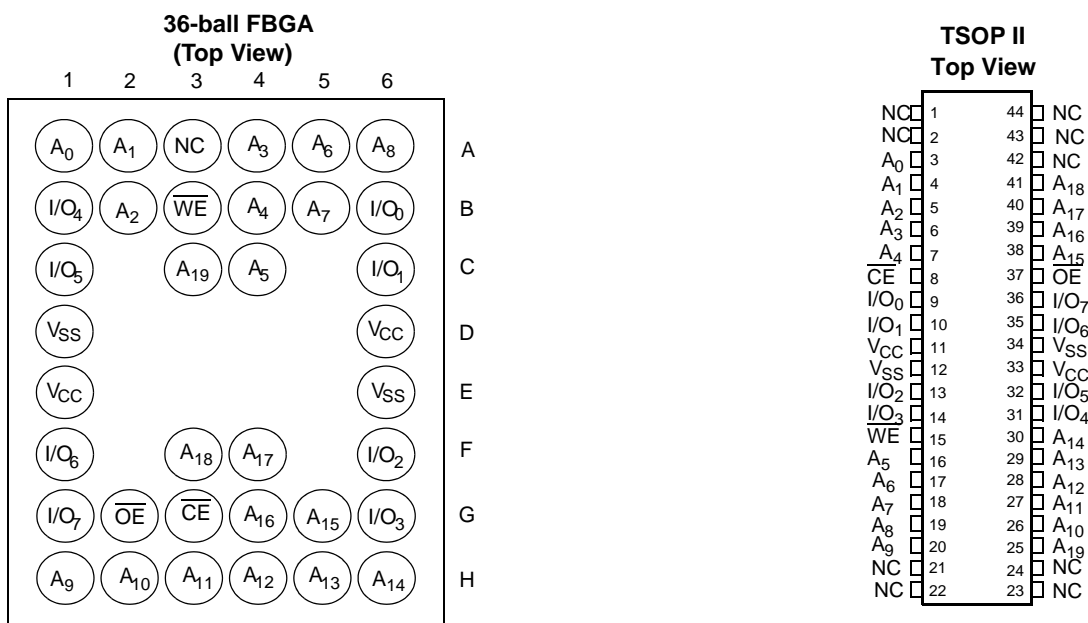 36-ball FBGA
(Top View)
1 2 3 4 5 6
A0 A1 NC A3 A6 A8 A
I/O4 A2 WE A4 A7 I/O0 B
I/O5 A19 A5 I/O1 C
VSS VCC D
VCC VSS E
I/O6 A18 A17 I/O2 F
I/O7 OE CE A16 A15 I/O3 G
A9 A10 A11 A12 A13 A14 H
TSOP II
Top View
NC 1 44 NC
NC 2 43 NC
A0 3 42 NC
A1 4 41 A18
A2 5 40 A17
A3 6 39 A16
A4 7 38 A15
CE 8 37 OE
I/O0 9 36 I/O7
I/O1 10 35 I/O6
VCC 11 34 VSS
VSS 12 33 VCC
I/O2 13 32 I/O5
I/O3 14 31 I/O4
WE 15 30 A14
A5 16 29 A13
A6 17 28 A12
A7 18 27 A11
A8 19 26 A10
A9 20 25 A19
NC 21 24 NC
NC 22 23 NC